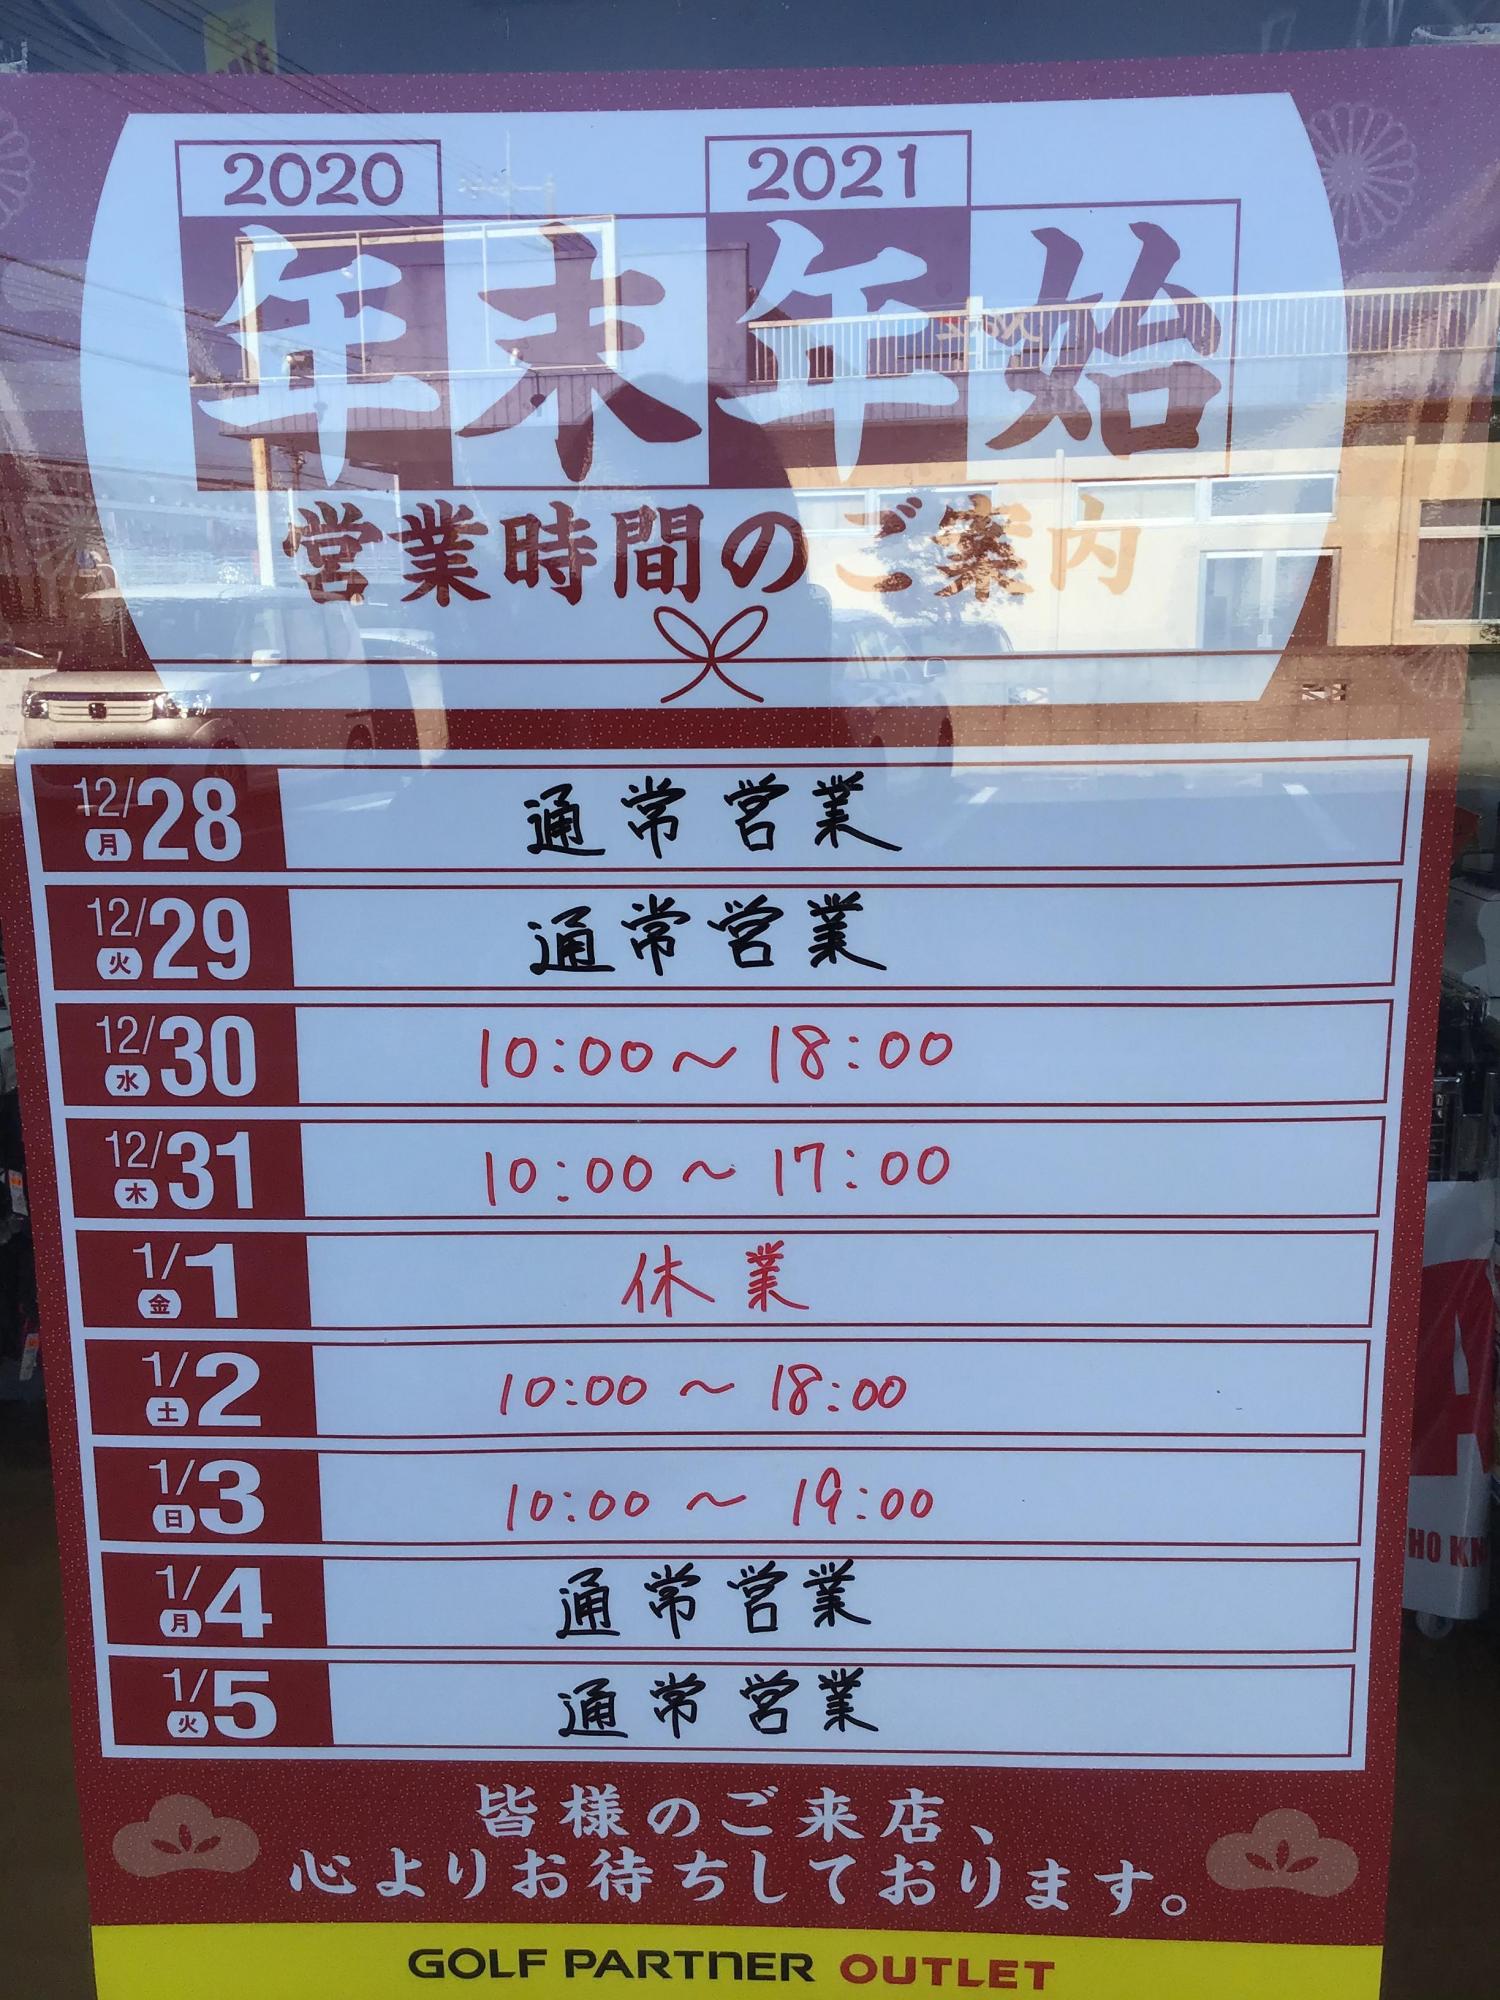 2020 2021
年末年始
営業時間のご案内
12/28 月 通常営業
12/29 火 通常営業
12/30 水 10:00～18:00
12/31 木 10:00～17:00
1/1 金 休業
1/2 土 10:00～18:00
1/3 日 10:00～19:00
1/4 月 通常営業
1/5 火 通常営業
皆様のご来店、
心よりお待ちしております。
GOLF PARTNER OUTLET
HO KN